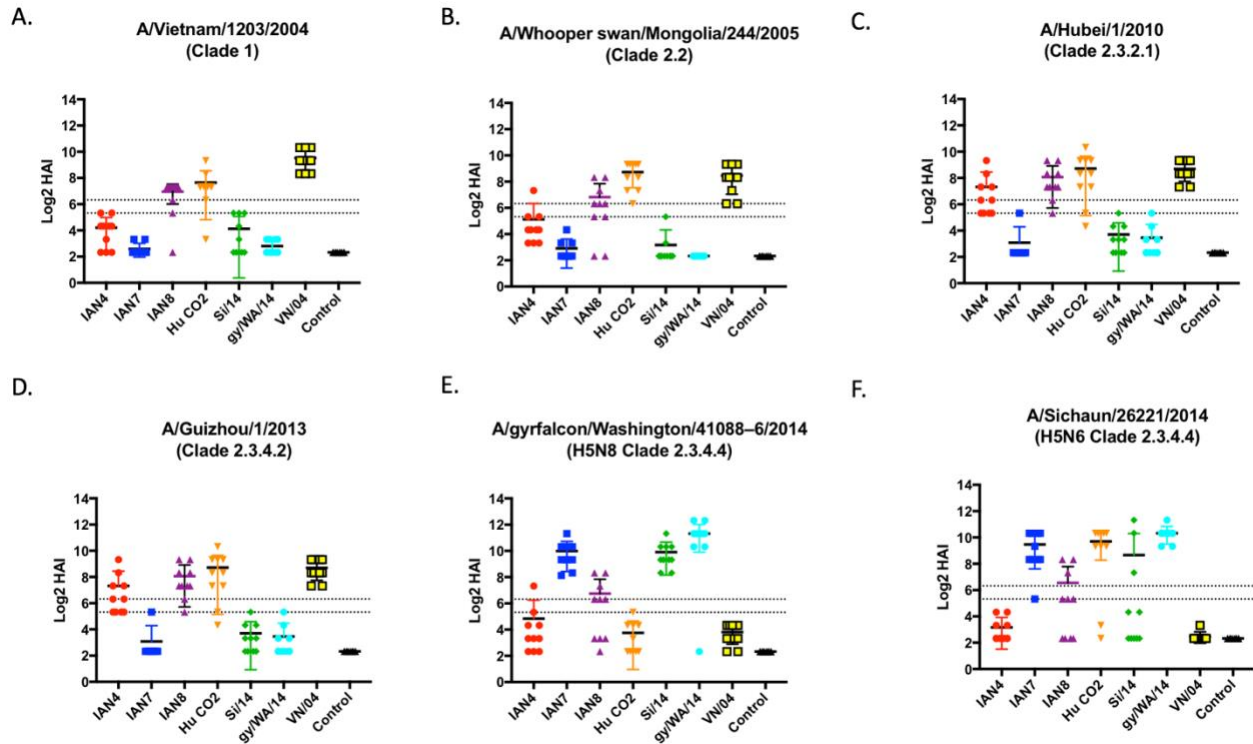 A.
A/Vietnam/1203/2004
(Clade 1)
Log2 HAI
14
12
10
8
6
4
2
0
IAN4
IAN7
IAN8
Hu CO2
Si/14
gy/WA/14
VN/04
Control
B.
A/Whooper swan/Mongolia/244/2005
(Clade 2.2)
Log2 HAI
14
12
10
8
6
4
2
0
IAN4
IAN7
IAN8
Hu CO2
Si/14
gy/WA/14
VN/04
Control
C.
A/Hubei/1/2010
(Clade 2.3.2.1)
Log2 HAI
14
12
10
8
6
4
2
0
IAN4
IAN7
IAN8
Hu CO2
Si/14
gy/WA/14
VN/04
Control
D.
A/Guizhou/1/2013
(Clade 2.3.4.2)
Log2 HAI
14
12
10
8
6
4
2
0
IAN4
IAN7
IAN8
Hu CO2
Si/14
gy/WA/14
VN/04
Control
E.
A/gyrfalcon/Washington/41088–6/2014
(H5N8 Clade 2.3.4.4)
Log2 HAI
14
12
10
8
6
4
2
0
IAN4
IAN7
IAN8
Hu CO2
Si/14
gy/WA/14
VN/04
Control
F.
A/Sichaun/26221/2014
(H5N6 Clade 2.3.4.4)
Log2 HAI
14
12
10
8
6
4
2
0
IAN4
IAN7
IAN8
Hu CO2
Si/14
gy/WA/14
VN/04
Control